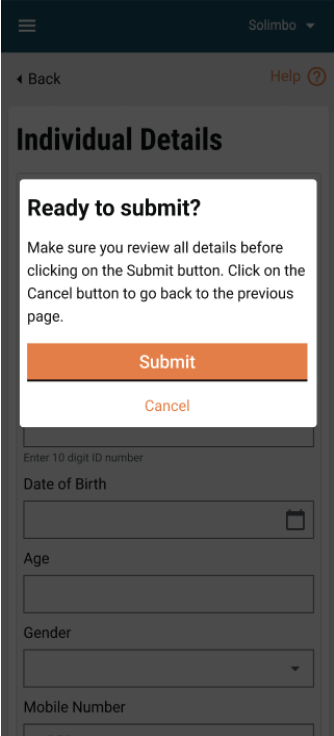 Solimbo
Back
Help
Individual Details
Ready to submit?
Make sure you review all details before
clicking on the Submit button. Click on the
Cancel button to go back to the previous
page.
Submit
Cancel
Enter 10 digit ID number
Date of Birth
Age
Gender
Mobile Number